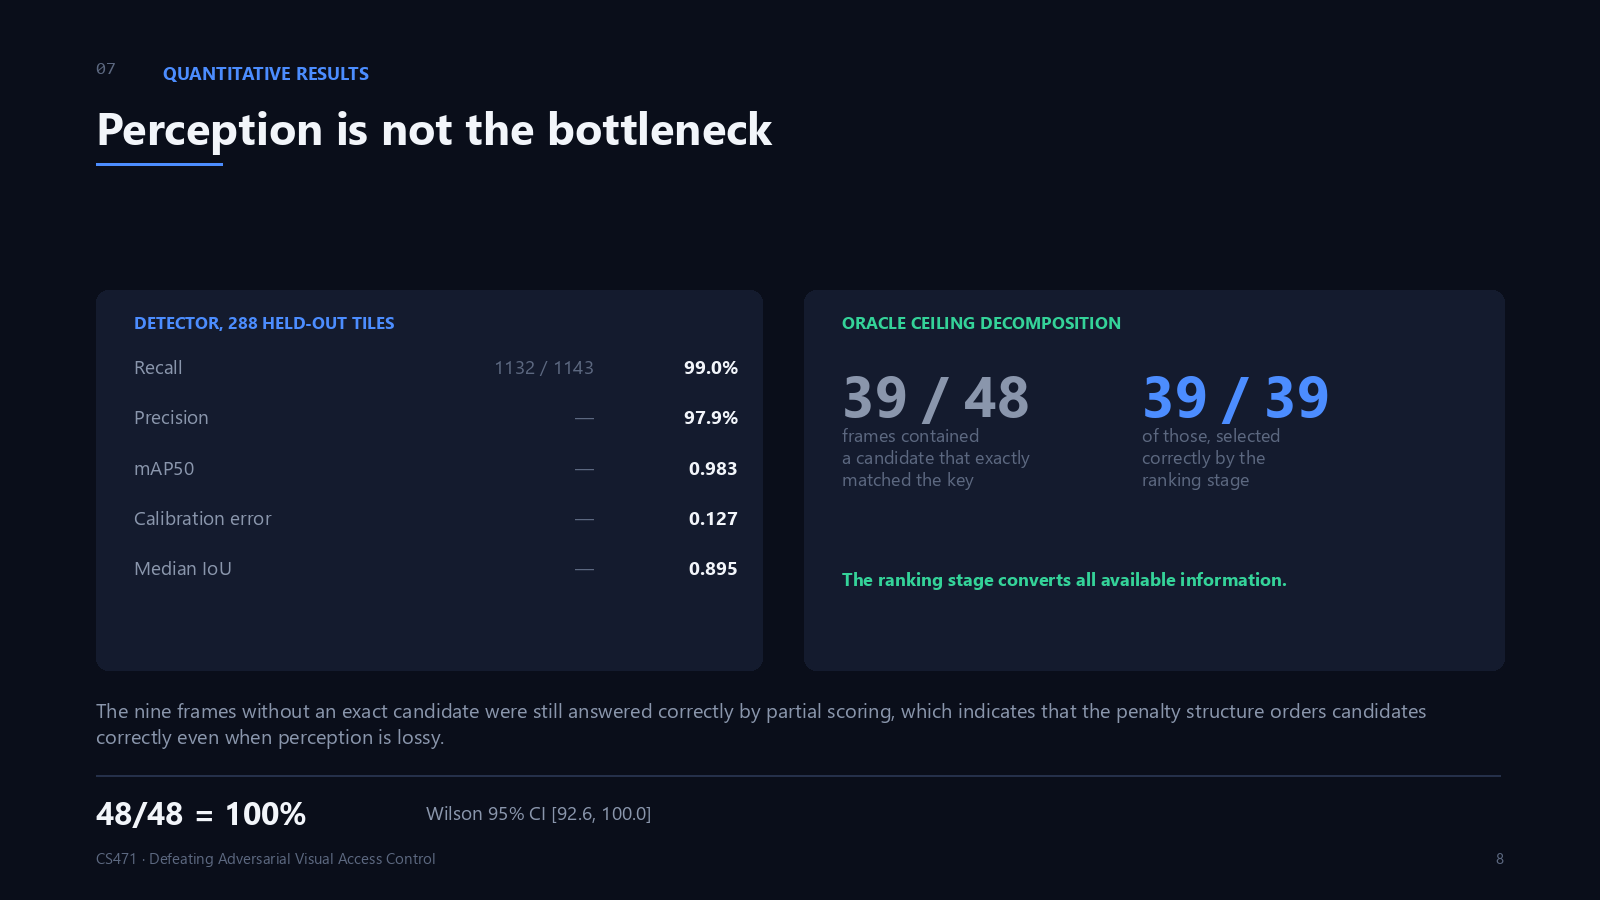 07
QUANTITATIVE RESULTS
Perception is not the bottleneck
DETECTOR, 288 HELD-OUT TILES
Recall 1132 / 1143 99.0%
Precision — 97.9%
mAP50 — 0.983
Calibration error — 0.127
Median IoU — 0.895
ORACLE CEILING DECOMPOSITION
39 / 48
frames contained
a candidate that exactly
matched the key
39 / 39
of those, selected
correctly by the
ranking stage
The ranking stage converts all available information.
The nine frames without an exact candidate were still answered correctly by partial scoring, which indicates that the penalty structure orders candidates
correctly even when perception is lossy.
48/48 = 100%
Wilson 95% CI [92.6, 100.0]
CS471 · Defeating Adversarial Visual Access Control
8